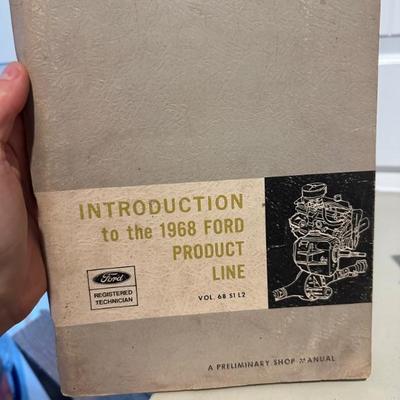 INTRODUCTION
to the 1968 FORD
PRODUCT
LINE
VOL. 68 S1 L2
Ford
REGISTERED
TECHNICIAN
A PRELIMINARY SHOP MANUAL